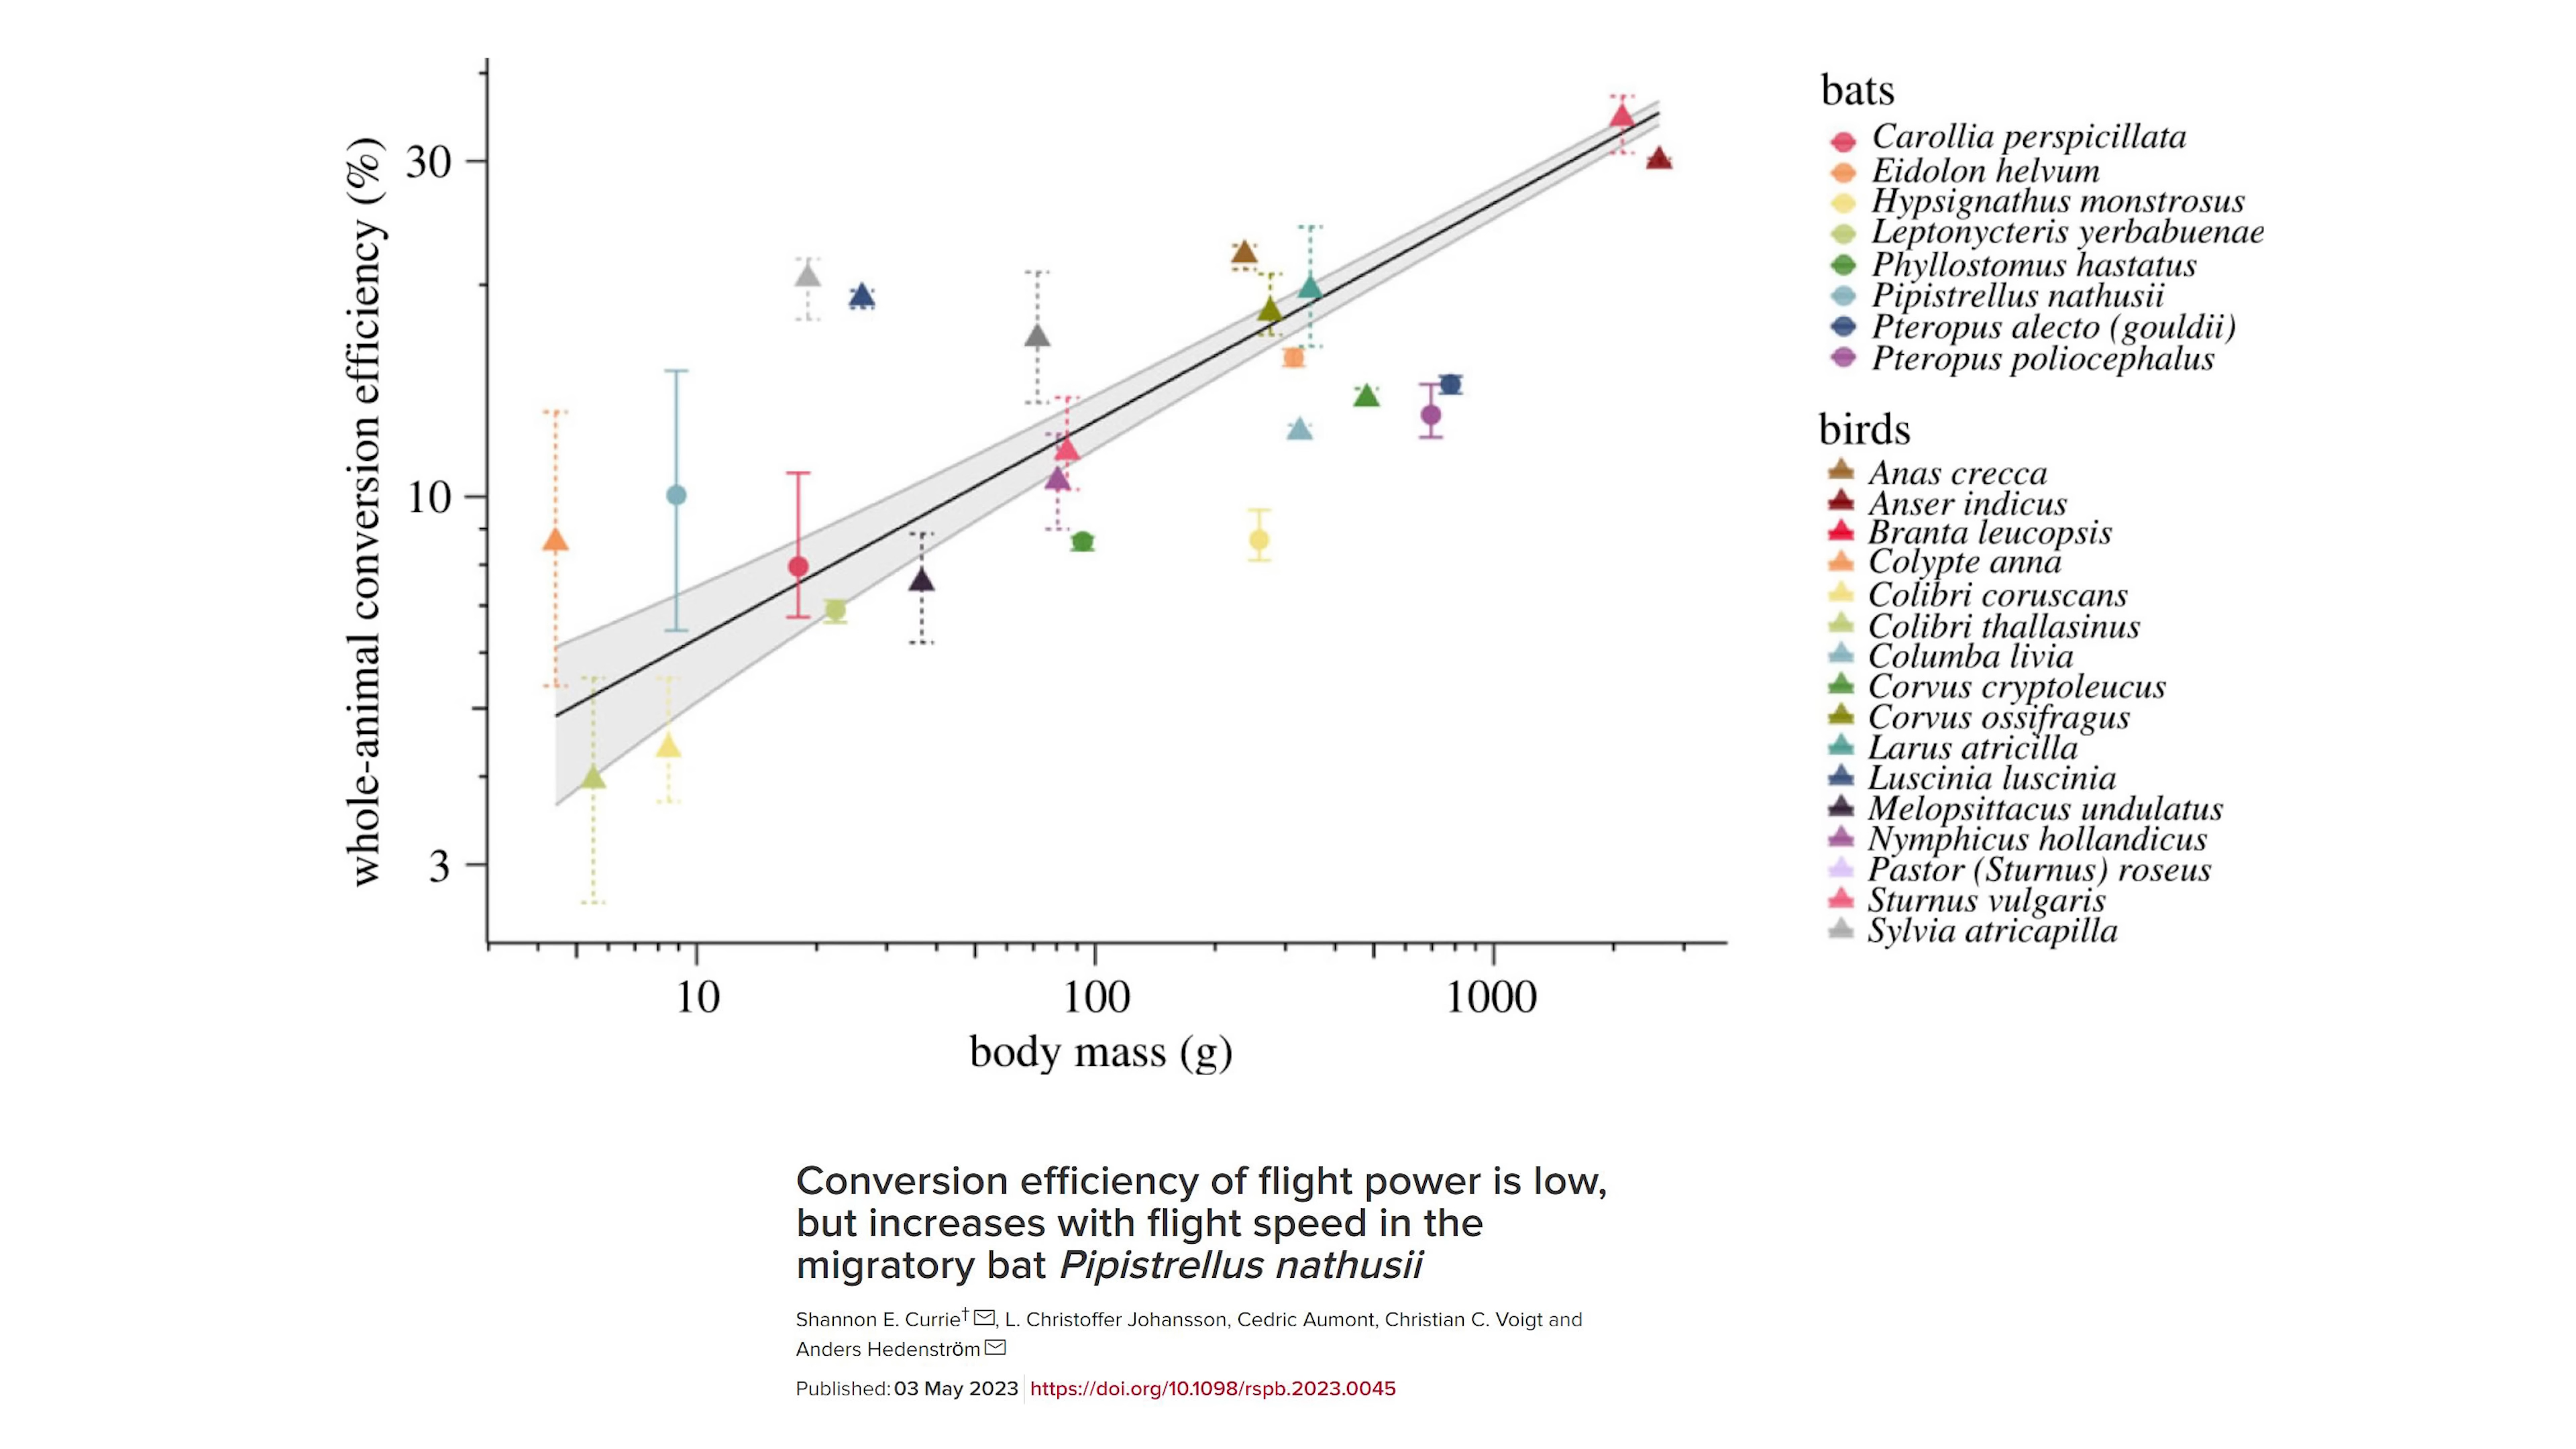 whole-animal conversion efficiency (%)
30
10
3
10 100 1000
body mass (g)
bats
Carollia perspicillata
Eidolon helvum
Hypsignathus monstrosus
Leptonycteris yerbabuenae
Phyllostomus hastatus
Pipistrellus nathusii
Pteropus alecto (gouldii)
Pteropus poliocephalus
birds
Anas crecca
Anser indicus
Branta leucopsis
Colypte anna
Colibri coruscans
Colibri thallasinus
Columba livia
Corvus cryptoleucus
Corvus ossifragus
Larus atricilla
Luscinia luscinia
Melopsittacus undulatus
Nymphicus hollandicus
Pastor (Sturnus) roseus
Sturnus vulgaris
Sylvia atricapilla
Conversion efficiency of flight power is low,
but increases with flight speed in the
migratory bat Pipistrellus nathusii
Shannon E. Currie†, L. Christoffer Johansson, Cedric Aumont, Christian C. Voigt and
Anders Hedenström
Published: 03 May 2023 https://doi.org/10.1098/rspb.2023.0045